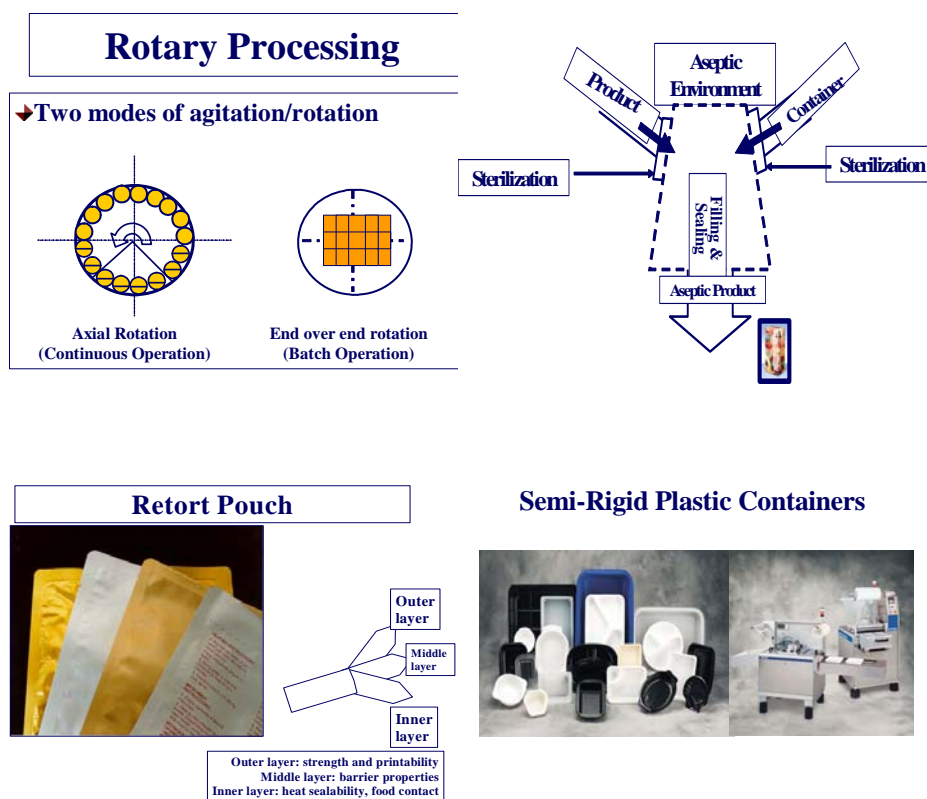 Rotary Processing
Two modes of agitation/rotation
Axial Rotation
(Continuous Operation)
End over end rotation
(Batch Operation)
Aseptic
Environment
Product
Container
Sterilization
Sterilization
Filling &
Sealing
Aseptic Product
Retort Pouch
Outer
layer
Middle
layer
Inner
layer
Outer layer: strength and printability
Middle layer: barrier properties
Inner layer: heat sealability, food contact
Semi-Rigid Plastic Containers